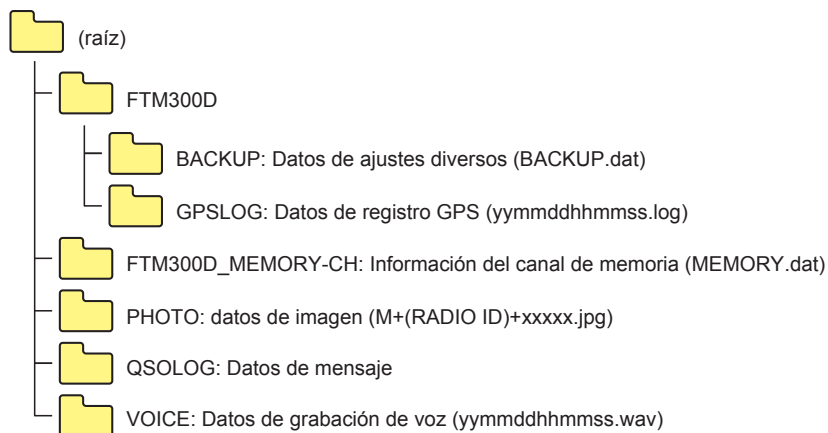 (raíz)
FTM300D
BACKUP: Datos de ajustes diversos (BACKUP.dat)
GPSLOG: Datos de registro GPS (yymmddhhmmss.log)
FTM300D_MEMORY-CH: Información del canal de memoria (MEMORY.dat)
PHOTO: datos de imagen (M+(RADIO ID)+xxxxx.jpg)
QSOLOG: Datos de mensaje
VOICE: Datos de grabación de voz (yymmddhhmmss.wav)